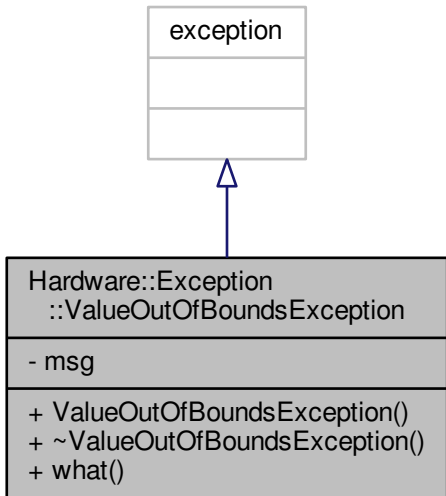 exception
Hardware::Exception
::ValueOutOfBoundsException
- msg
+ ValueOutOfBoundsException()
+ ~ValueOutOfBoundsException()
+ what()